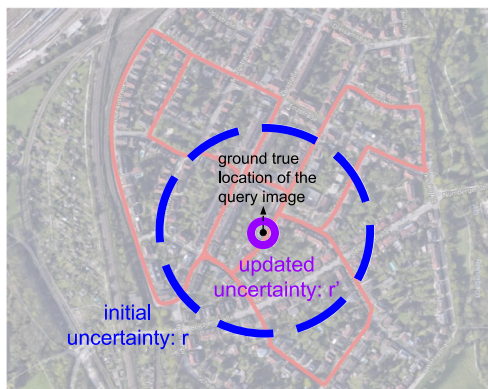 ground true
location of the
query image
updated
uncertainty: r'
initial
uncertainty: r